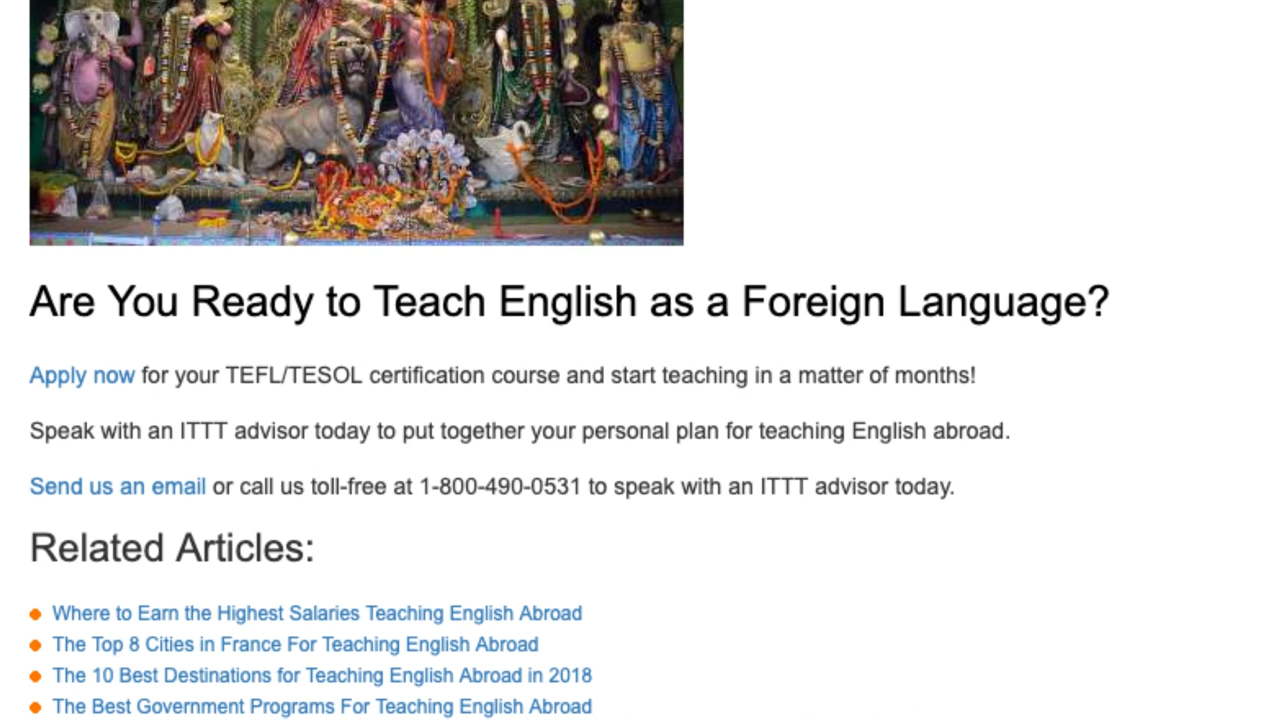 Are You Ready to Teach English as a Foreign Language?
Apply now for your TEFL/TESOL certification course and start teaching in a matter of months!
Speak with an ITTT advisor today to put together your personal plan for teaching English abroad.
Send us an email or call us toll-free at 1-800-490-0531 to speak with an ITTT advisor today.
Related Articles:
Where to Earn the Highest Salaries Teaching English Abroad
The Top 8 Cities in France For Teaching English Abroad
The 10 Best Destinations for Teaching English Abroad in 2018
The Best Government Programs For Teaching English Abroad